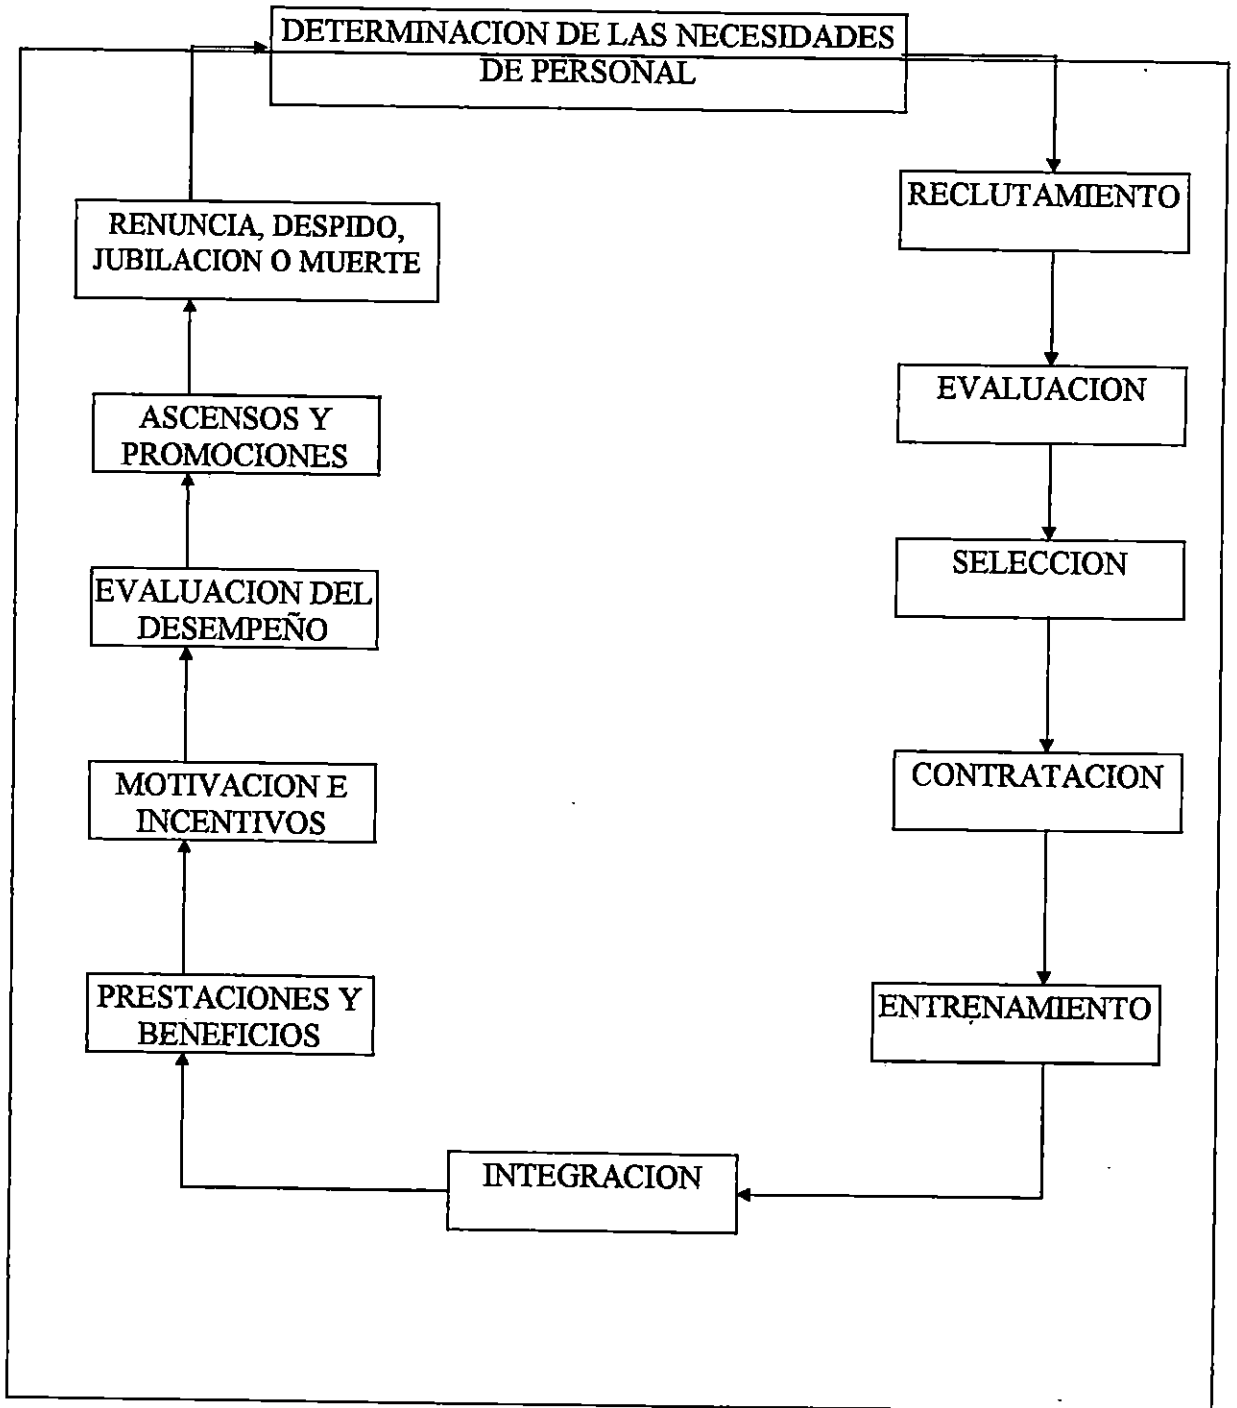 DETERMINACION DE LAS NECESIDADES
DE PERSONAL
RECLUTAMIENTO
EVALUACION
SELECCION
CONTRATACION
ENTRENAMIENTO
INTEGRACION
PRESTACIONES Y
BENEFICIOS
MOTIVACION E
INCENTIVOS
EVALUACION DEL
DESEMPEÑO
ASCENSOS Y
PROMOCIONES
RENUNCIA, DESPIDO,
JUBILACION O MUERTE